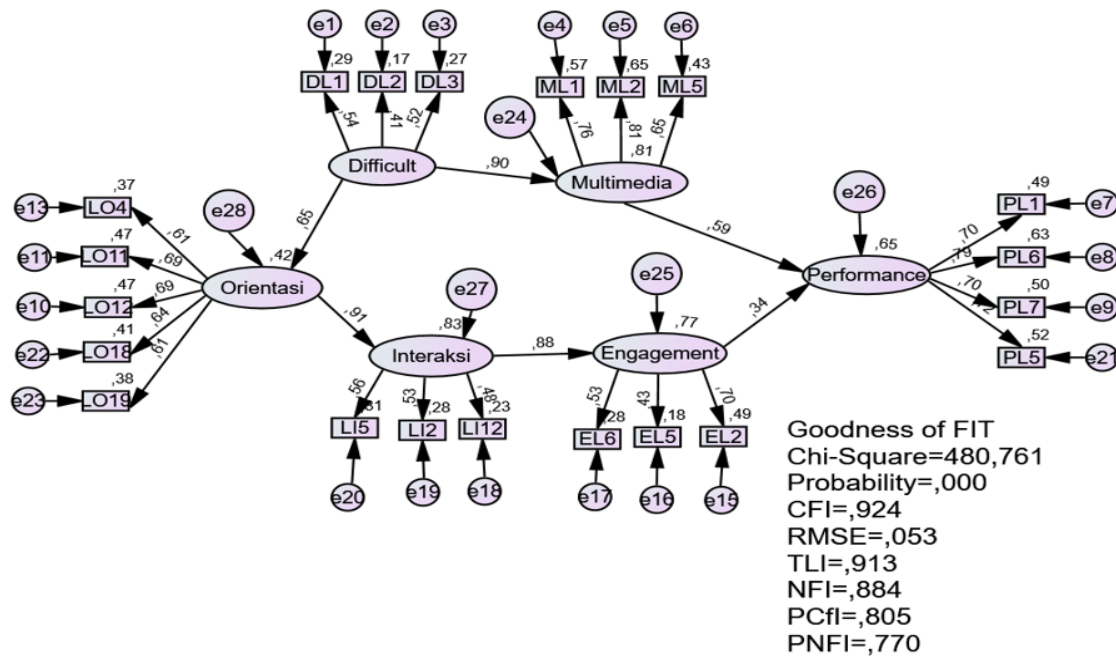 e1
e2
e3
e4
e5
e6
,29
,17
,27
,57
,65
,43
DL1
DL2
DL3
ML1
ML2
ML5
,54
,41
,52
,76
,81
,65
e24
,81
Difficult
,90
Multimedia
e26
e13
,37
LO4
e28
,65
,59
,65
,49
PL1
e7
,61
,70
e11
,47
LO11
,69
,42
Orientasi
Performance
,63
PL6
e8
,79
e10
,47
LO12
,69
e27
e25
,50
PL7
e9
,70
e22
,41
LO18
,64
,91
,83
Interaksi
,88
,77
Engagement
,34
,52
PL5
e21
e23
,38
LO19
,61
,56
,53
,48
,53
,43
,70
,28
,23
,28
,18
,49
LI5
LI2
LI12
EL6
EL5
EL2
e20
e19
e18
e17
e16
e15
Goodness of FIT
Chi-Square=480,761
Probability=,000
CFI=,924
RMSE=,053
TLI=,913
NFI=,884
PCfI=,805
PNFI=,770